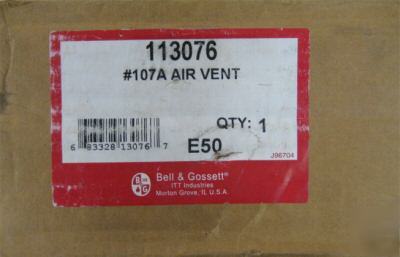 113076
#107A AIR VENT
QTY: 1
6 83328 13076 7
E50
J96704
B&G
Bell & Gossett®
ITT Industries
Morton Grove, IL U.S.A.